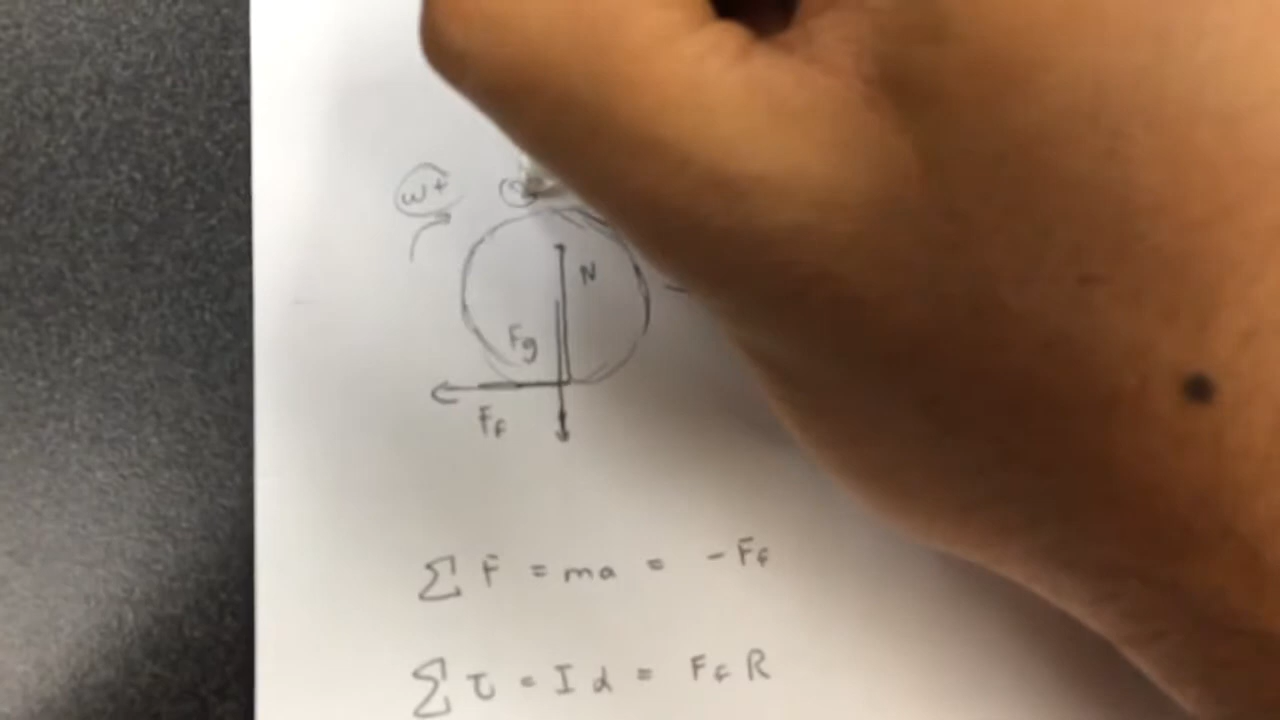 ω+
N
Fg
Ff
∑ F = ma = -Ff
∑ τ = I α = Ff R